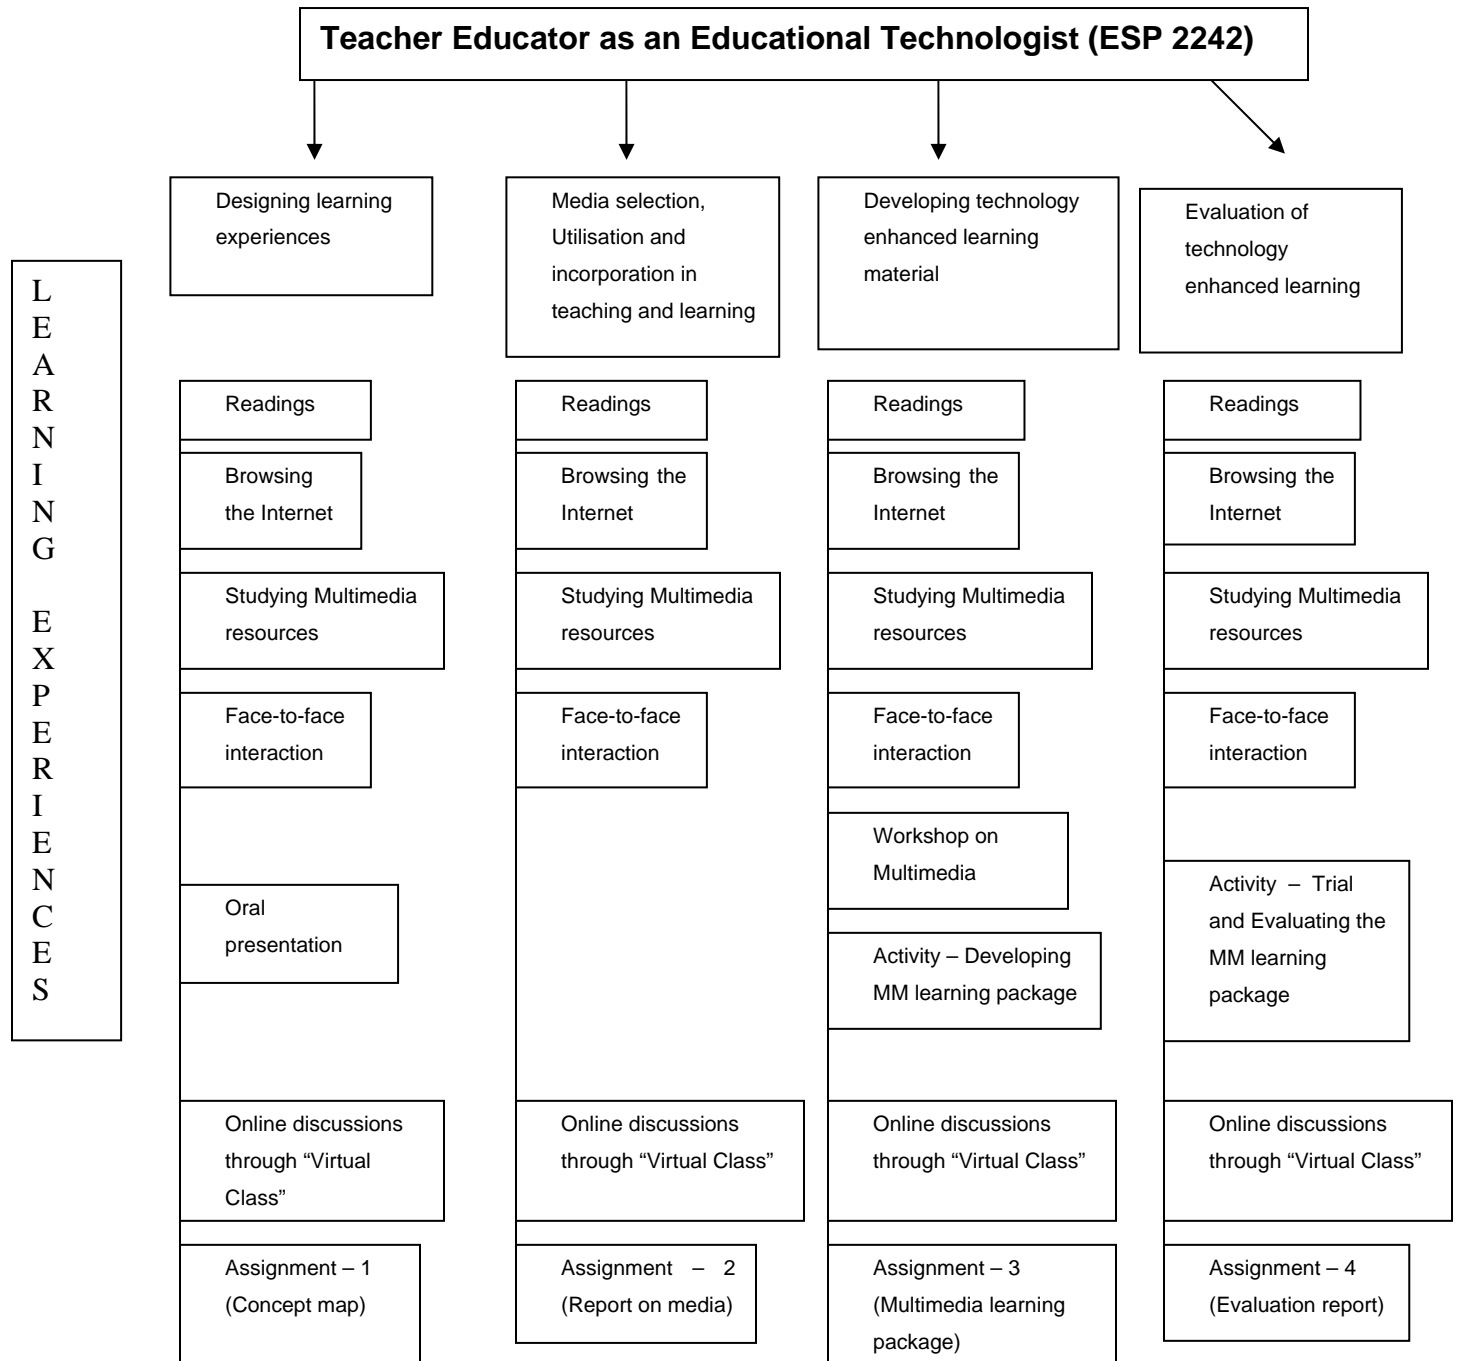 Teacher Educator as an Educational Technologist (ESP 2242)
LEARNING EXPERIENCES
Designing learning
experiences
Readings
Browsing
the Internet
Studying Multimedia
resources
Face-to-face
interaction
Oral
presentation
Online discussions
through “Virtual
Class”
Assignment – 1
(Concept map)
Media selection,
Utilisation and
incorporation in
teaching and learning
Readings
Browsing the
Internet
Studying Multimedia
resources
Face-to-face
interaction
Online discussions
through “Virtual Class”
Assignment – 2
(Report on media)
Developing technology
enhanced learning
material
Readings
Browsing the
Internet
Studying Multimedia
resources
Face-to-face
interaction
Workshop on
Multimedia
Activity – Developing
MM learning package
Online discussions
through “Virtual Class”
Assignment – 3
(Multimedia learning
package)
Evaluation of
technology
enhanced learning
Readings
Browsing the
Internet
Studying Multimedia
resources
Face-to-face
interaction
Activity – Trial
and Evaluating the
MM learning
package
Online discussions
through “Virtual Class”
Assignment – 4
(Evaluation report)